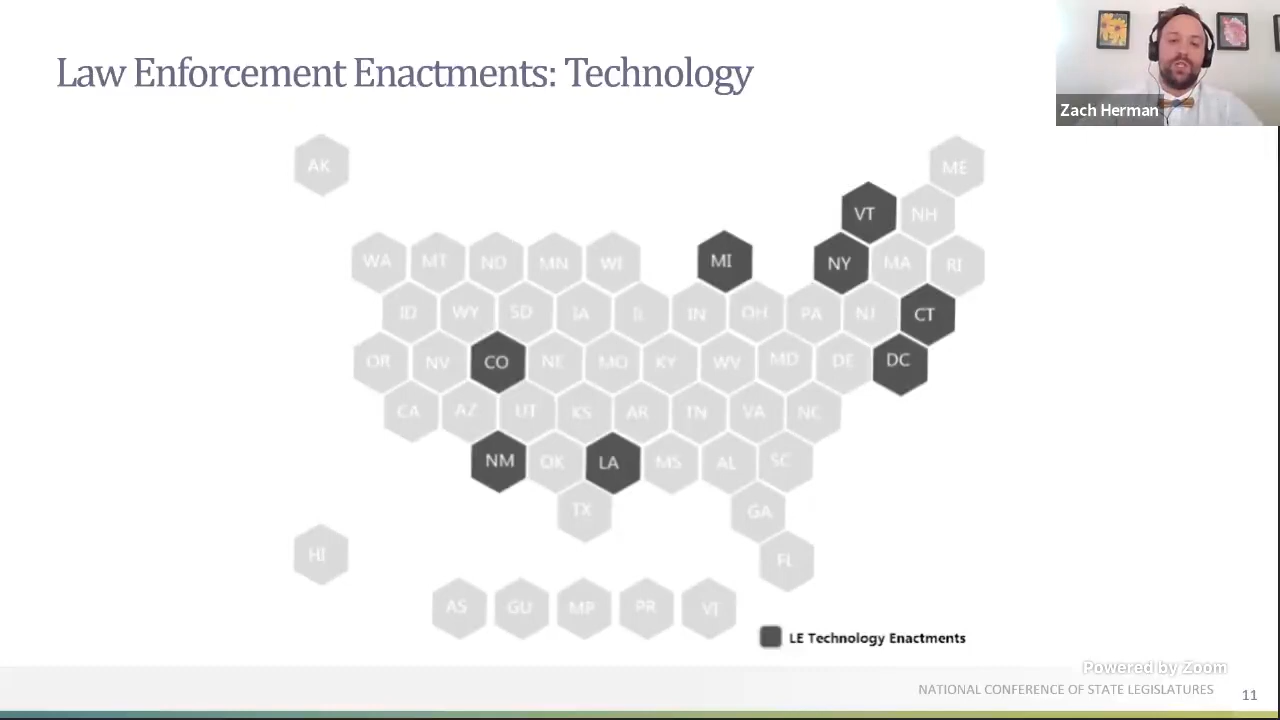 Law Enforcement Enactments: Technology
Zach Herman
AK
ME
VT NH
WA MT ND MN WI MI NY MA RI
ID WY SD IA IL IN OH PA NJ CT
OR NV CO NE MO KY WV MD DE DC
CA AZ UT KS AR TN VA NC
NM OK LA MS AL SC
TX GA
HI FL
AS GU MP PR VI
LE Technology Enactments
Powered by Zoom
NATIONAL CONFERENCE OF STATE LEGISLATURES 11